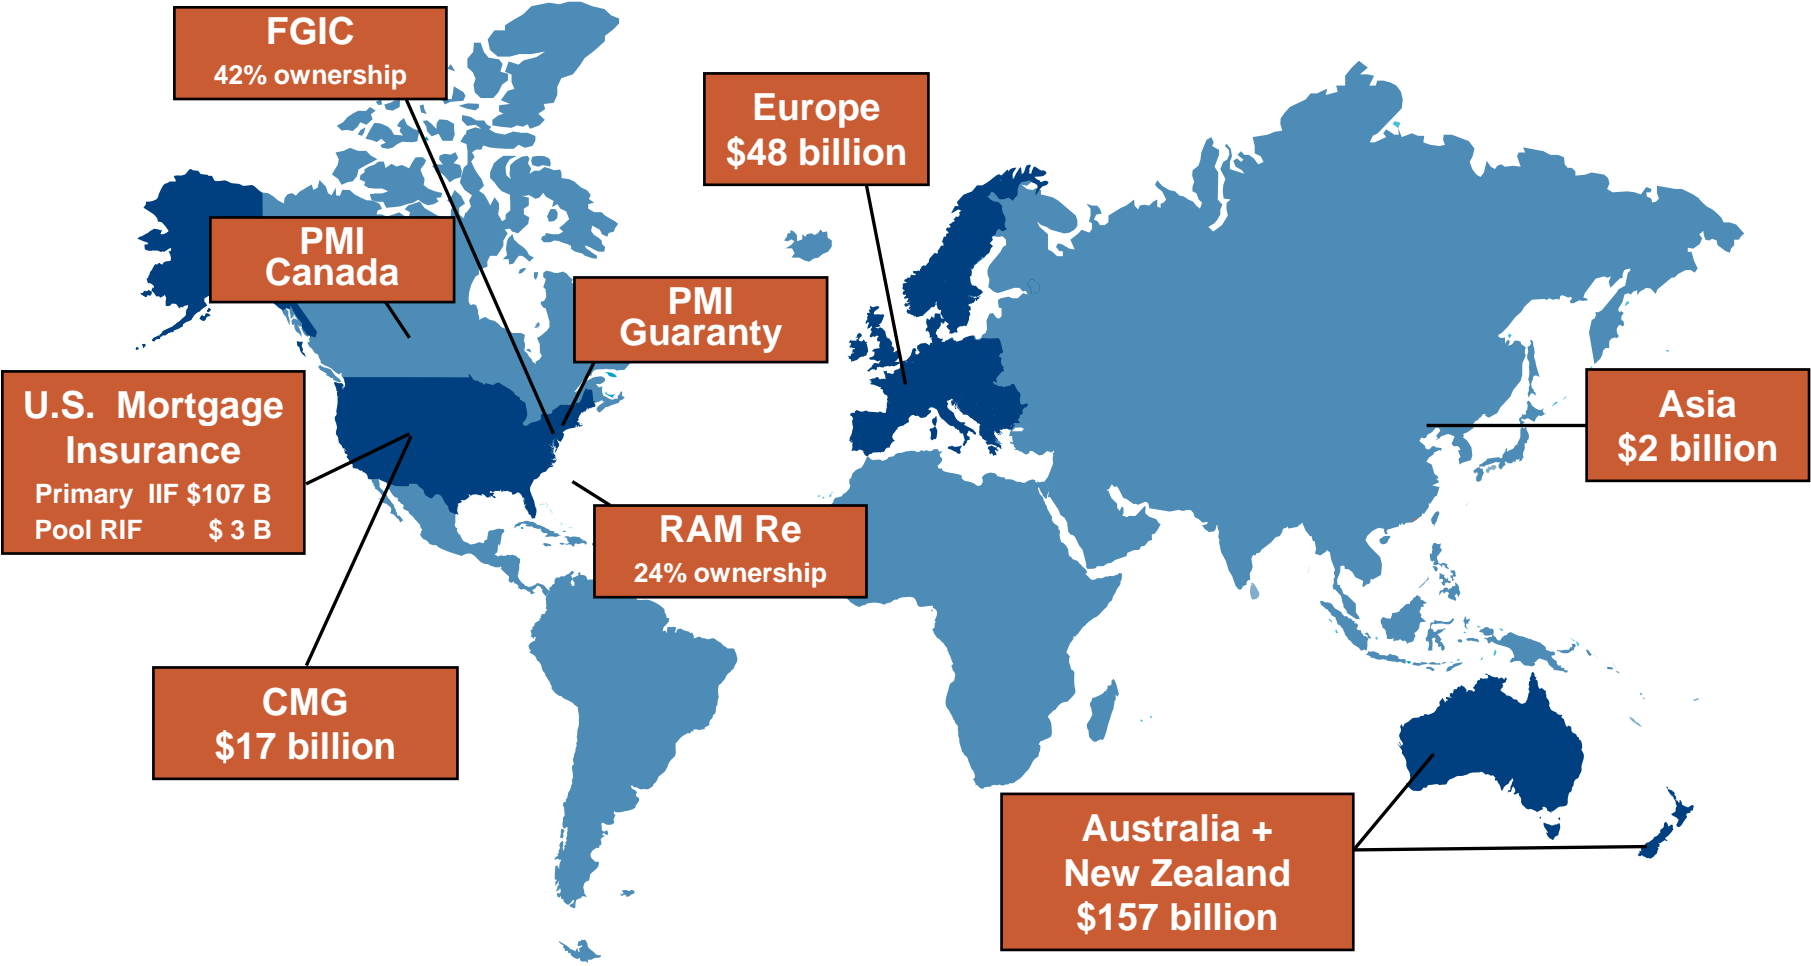 FGIC
42% ownership
Europe
$48 billion
PMI
Canada
PMI
Guaranty
U.S. Mortgage
Insurance
Primary IIF $107 B
Pool RIF $ 3 B
Asia
$2 billion
RAM Re
24% ownership
CMG
$17 billion
Australia +
New Zealand
$157 billion